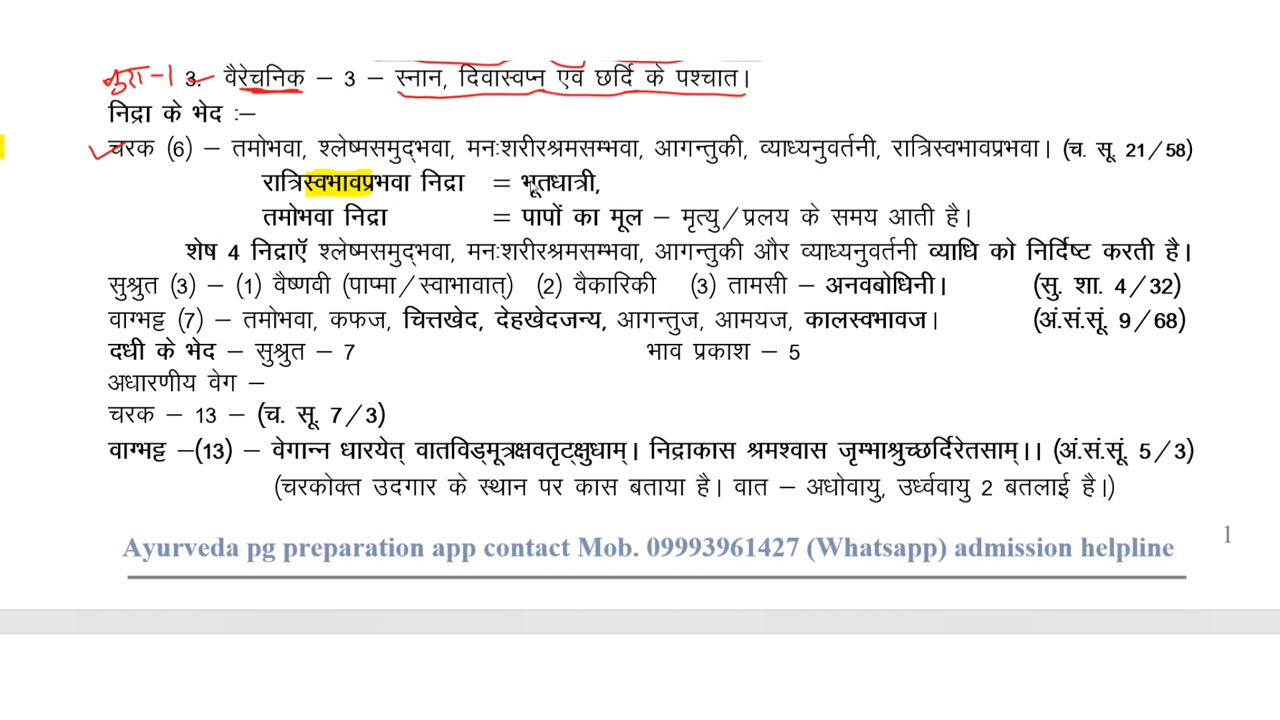 3. वैरेचनिक – 3 – स्नान, दिवास्वप्न एवं छर्दि के पश्चात।
निद्रा के भेद :–
चरक (6) – तमोभवा, श्लेष्मसमुद्भवा, मनःशरीरश्रमसम्भवा, आगन्तुकी, व्याध्यनुवर्तनी, रात्रिस्वभावप्रभवा। (च. सू. 21/58)
रात्रिस्वभावप्रभवा निद्रा = भूतधात्री,
तमोभवा निद्रा = पापों का मूल – मृत्यु/प्रलय के समय आती है।
शेष 4 निद्राएँ श्लेष्मसमुद्भवा, मनःशरीरश्रमसम्भवा, आगन्तुकी और व्याध्यनुवर्तनी व्याधि को निर्दिष्ट करती है।
सुश्रुत (3) – (1) वैष्णवी (पाप्मा/स्वाभावात्) (2) वैकारिकी (3) तामसी – अनवबोधिनी। (सु. शा. 4/32)
वाग्भट्ट (7) – तमोभवा, कफज, चित्तखेद, देहखेदजन्य, आगन्तुज, आमयज, कालस्वभावज। (अं.सं.सूं. 9/68)
दधी के भेद – सुश्रुत – 7 भाव प्रकाश – 5
अधारणीय वेग –
चरक – 13 – (च. सू. 7/3)
वाग्भट्ट –(13) – वेगान्न धारयेत् वातविड्मूत्रक्षवतृट्क्षुधाम्। निद्राकास श्रमश्वास जृम्भाश्रुच्छर्दिरेतसाम्।। (अं.सं.सूं. 5/3)
(चरकोक्त उदगार के स्थान पर कास बताया है। वात – अधोवायु, उर्ध्ववायु 2 बतलाई है।)
Ayurveda pg preparation app contact Mob. 09993961427 (Whatsapp) admission helpline
1